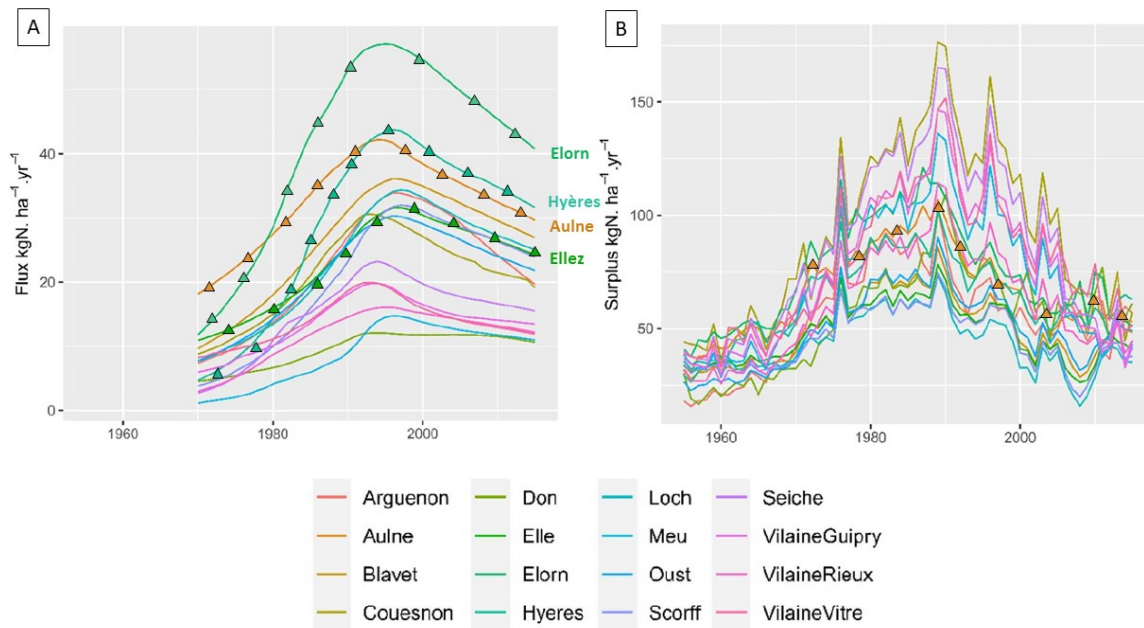 A
Flux kgN. ha⁻¹.yr⁻¹
40
20
0
1960
1980
2000
Elorn
Hyères
Aulne
Ellez
B
Surplus kgN. ha⁻¹.yr⁻¹
150
100
50
1960
1980
2000
Arguenon
Don
Loch
Seiche
Aulne
Elle
Meu
VilaineGuipry
Blavet
Elorn
Oust
VilaineRieux
Couesnon
Hyeres
Scorff
VilaineVitre